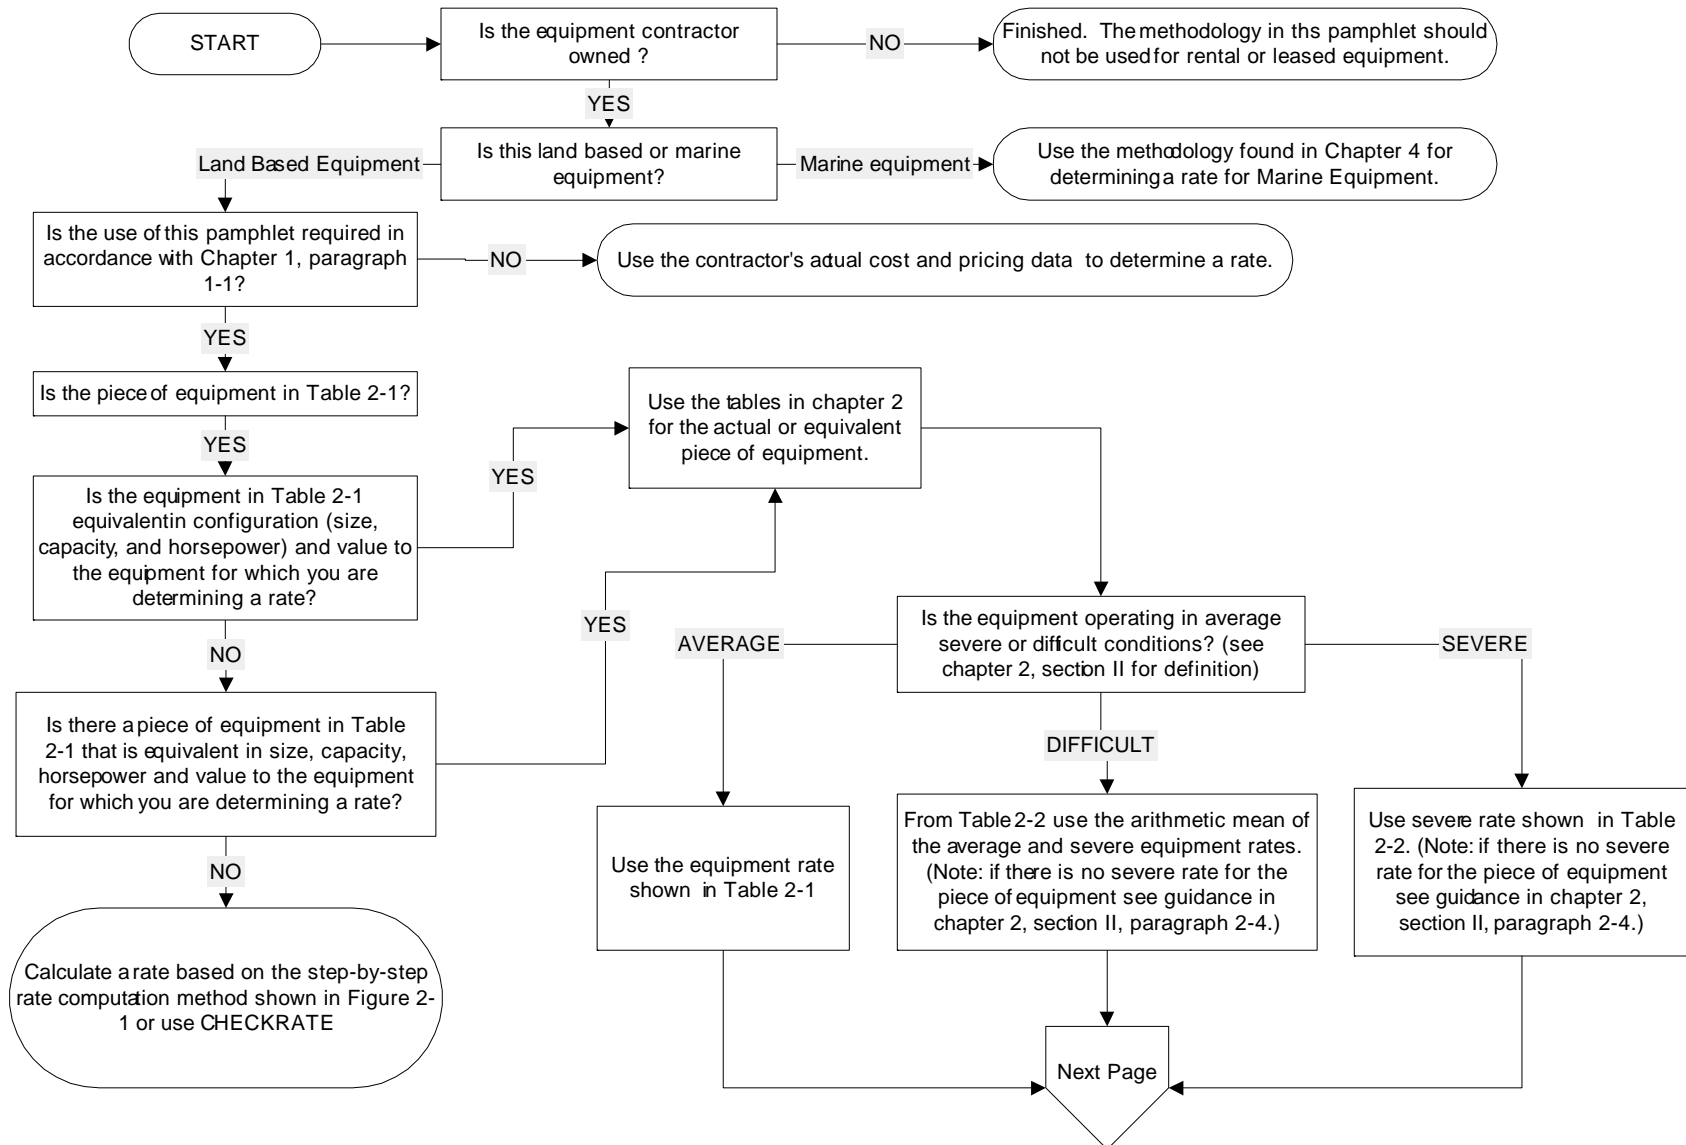 START
Is the equipment contractor
owned ?
NO
Finished. The methodology in ths pamphlet should
not be used for rental or leased equipment.
YES
Land Based Equipment
Is this land based or marine
equipment?
Marine equipment
Use the methodology found in Chapter 4 for
determining a rate for Marine Equipment.
Is the use of this pamphlet required in
accordance with Chapter 1, paragraph
1-1?
NO
Use the contractor's actual cost and pricing data to determine a rate.
YES
Is the piece of equipment in Table 2-1?
YES
Is the equipment in Table 2-1
equivalent in configuration (size,
capacity, and horsepower) and value to
the equipment for which you are
determining a rate?
YES
Use the tables in chapter 2
for the actual or equivalent
piece of equipment.
NO
YES
Is there a piece of equipment in Table
2-1 that is equivalent in size, capacity,
horsepower and value to the equipment
for which you are determining a rate?
NO
Calculate a rate based on the step-by-step
rate computation method shown in Figure 2-
1 or use CHECKRATE
Is the equipment operating in average
severe or difficult conditions? (see
chapter 2, section II for definition)
AVERAGE
DIFFICULT
SEVERE
Use the equipment rate
shown in Table 2-1
From Table 2-2 use the arithmetic mean of
the average and severe equipment rates.
(Note: if there is no severe rate for the
piece of equipment see guidance in
chapter 2, section II, paragraph 2-4.)
Use severe rate shown in Table
2-2. (Note: if there is no severe
rate for the piece of equipment
see guidance in chapter 2,
section II, paragraph 2-4.)
Next Page